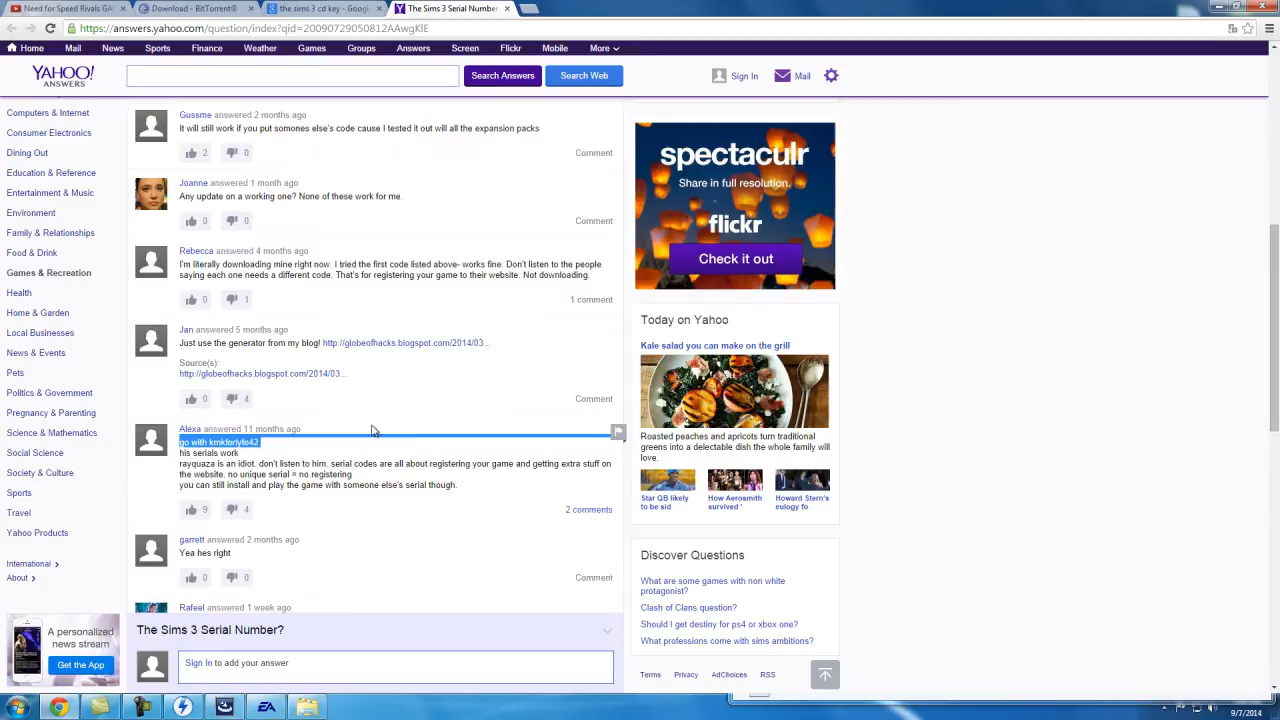 Need for Speed Rivals GAM
Download - BitTorrent®
the sims 3 cd key - Google
The Sims 3 Serial Number
https://answers.yahoo.com/question/index?qid=20090729050812AAwgKIE
Home Mail News Sports Finance Weather Games Groups Answers Screen Flickr Mobile More
YAHOO!
ANSWERS
Search Answers
Search Web
Sign In
Mail
Computers & Internet
Consumer Electronics
Dining Out
Education & Reference
Entertainment & Music
Environment
Family & Relationships
Food & Drink
Games & Recreation
Health
Home & Garden
Local Businesses
News & Events
Pets
Politics & Government
Pregnancy & Parenting
Science & Mathematics
Social Science
Society & Culture
Sports
Travel
Yahoo Products
International
About
A personalized
news stream
Get the App
Gussme answered 2 months ago
It will still work if you put somones else's code cause I tested it out will all the expansion packs
2 0 Comment
Joanne answered 1 month ago
Any update on a working one? None of these work for me.
0 0 Comment
Rebecca answered 4 months ago
I'm literally downloading mine right now. I tried the first code listed above- works fine. Don't listen to the people
saying each one needs a different code. That's for registering your game to their website. Not downloading.
0 1 1 comment
Jan answered 5 months ago
Just use the generator from my blog! http://globeofhacks.blogspot.com/2014/03...
Source(s):
http://globeofhacks.blogspot.com/2014/03...
0 4 Comment
Alexa answered 11 months ago
go with kmkforlyle42
his serials work
rayquaza is an idiot. don't listen to him. serial codes are all about registering your game and getting extra stuff on
the website. no unique serial = no registering
you can still install and play the game with someone else's serial though.
9 4 2 comments
garrett answered 2 months ago
Yea hes right
0 0 Comment
Rafeel answered 1 week ago
The Sims 3 Serial Number?
Sign In to add your answer
spectaculr
Share in full resolution.
flickr
Check it out
Today on Yahoo
Kale salad you can make on the grill
Roasted peaches and apricots turn traditional
greens into a delectable dish the whole family will
love.
Star QB likely
to be sid
How Aerosmith
survived '
Howard Stern's
eulogy fo
Discover Questions
What are some games with non white
protagonist?
Clash of Clans question?
Should I get destiny for ps4 or xbox one?
What professions come with sims ambitions?
Terms Privacy AdChoices RSS
EA
9/7/2014